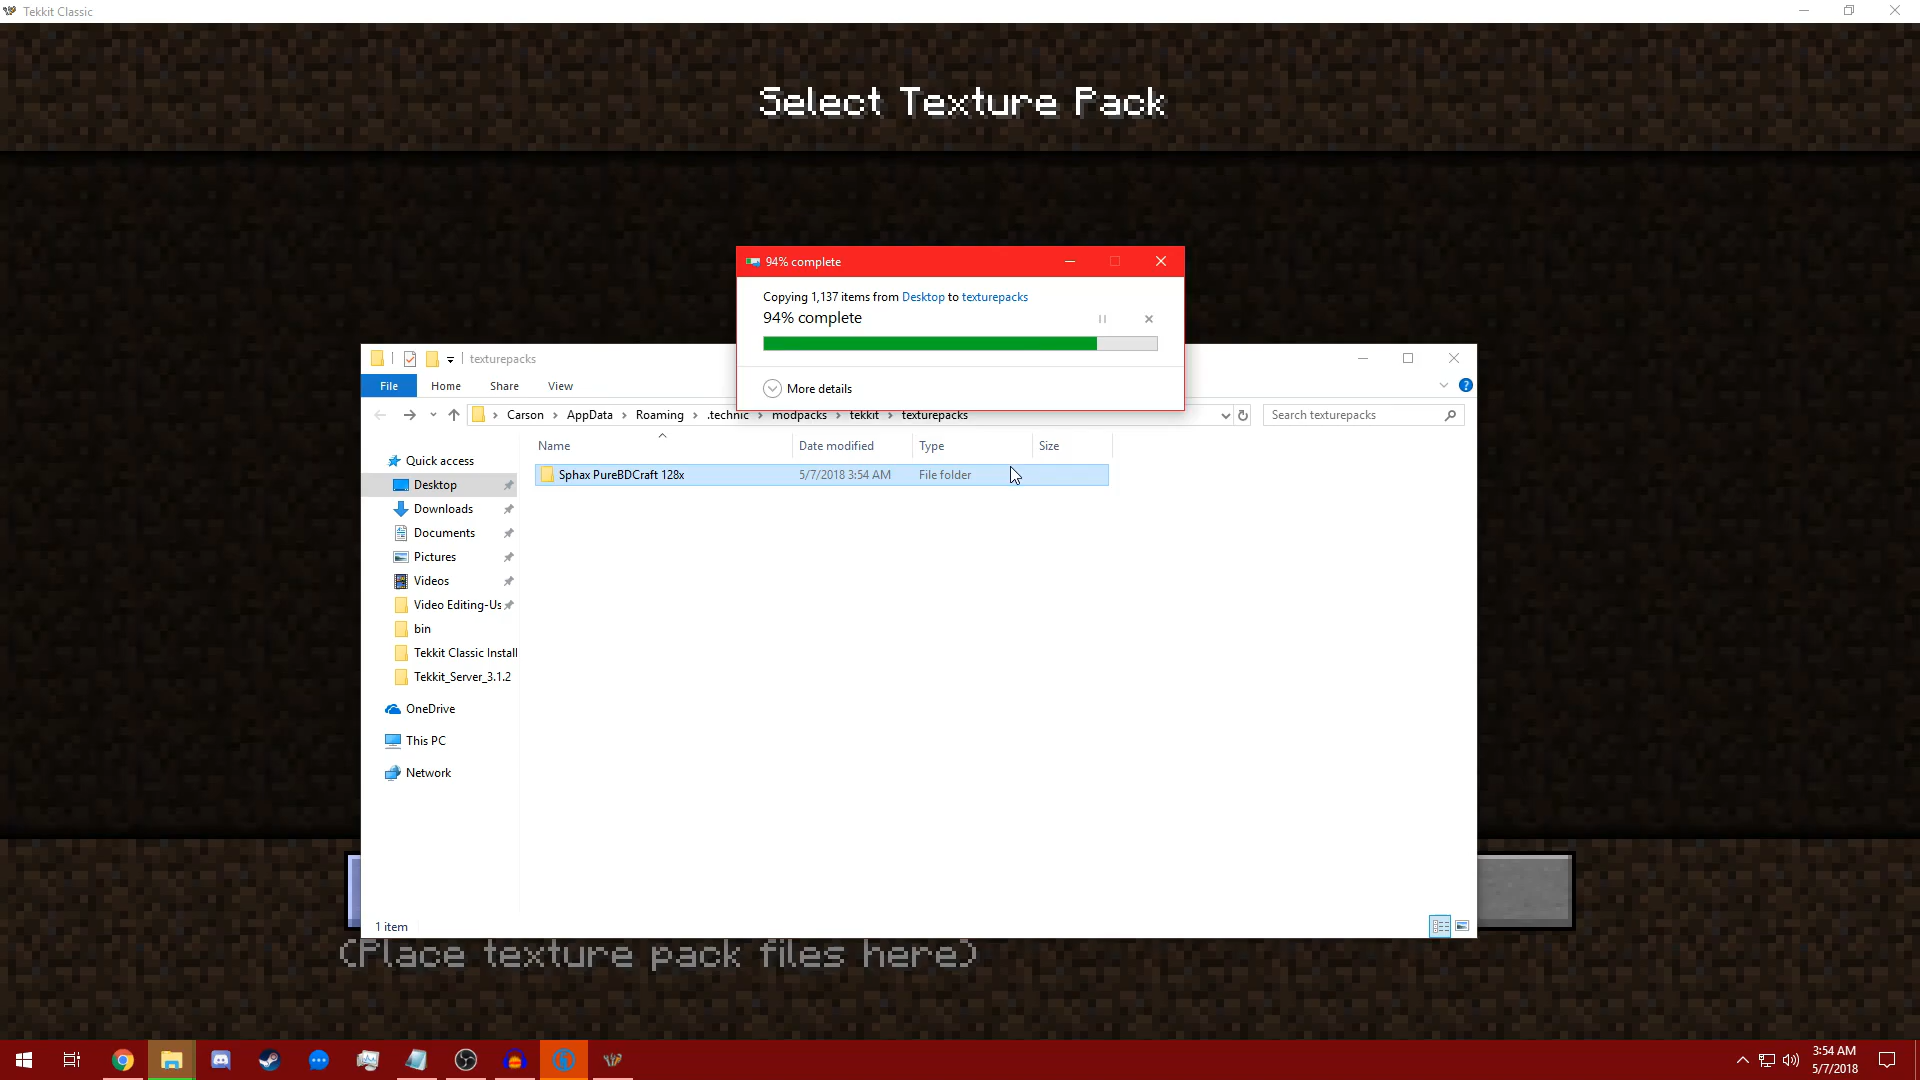 Tekkit Classic
Select Texture Pack
94% complete
Copying 1,137 items from Desktop to texturepacks
94% complete
More details
texturepacks
File Home Share View
Carson AppData Roaming .technic modpacks tekkit texturepacks
Search texturepacks
Name Date modified Type Size
Sphax PureBDCraft 128x 5/7/2018 3:54 AM File folder
Quick access
Desktop
Downloads
Documents
Pictures
Videos
Video Editing-Us
bin
Tekkit Classic Install
Tekkit_Server_3.1.2
OneDrive
This PC
Network
1 item
(Place texture pack files here)
3:54 AM
5/7/2018